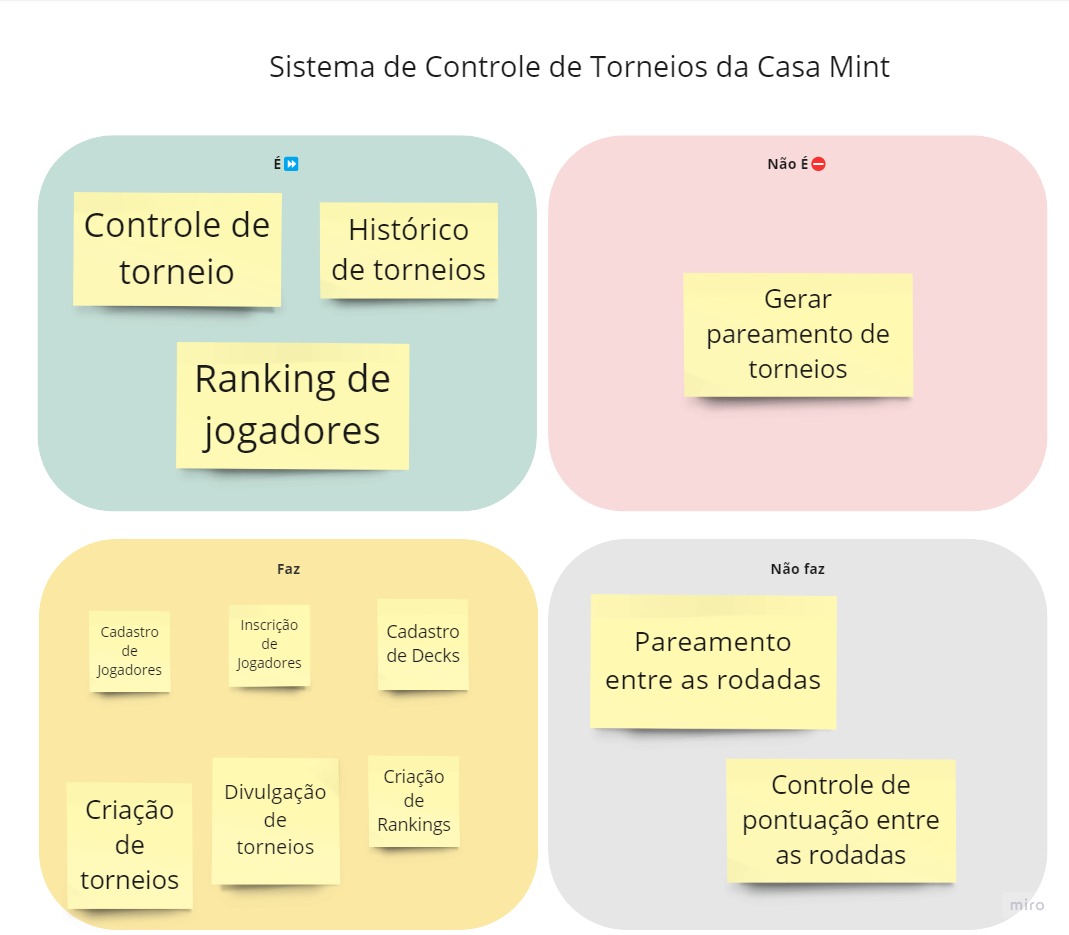 Sistema de Controle de Torneios da Casa Mint
É ⏩
Controle de
torneio
Histórico
de torneios
Ranking de
jogadores
Não É ⛔
Gerar
pareamento de
torneios
Faz
Cadastro
de
Jogadores
Inscrição
de
Jogadores
Cadastro
de Decks
Criação
de
torneios
Divulgação
de
torneios
Criação
de
Rankings
Não faz
Pareamento
entre as rodadas
Controle de
pontuação entre
as rodadas
miro